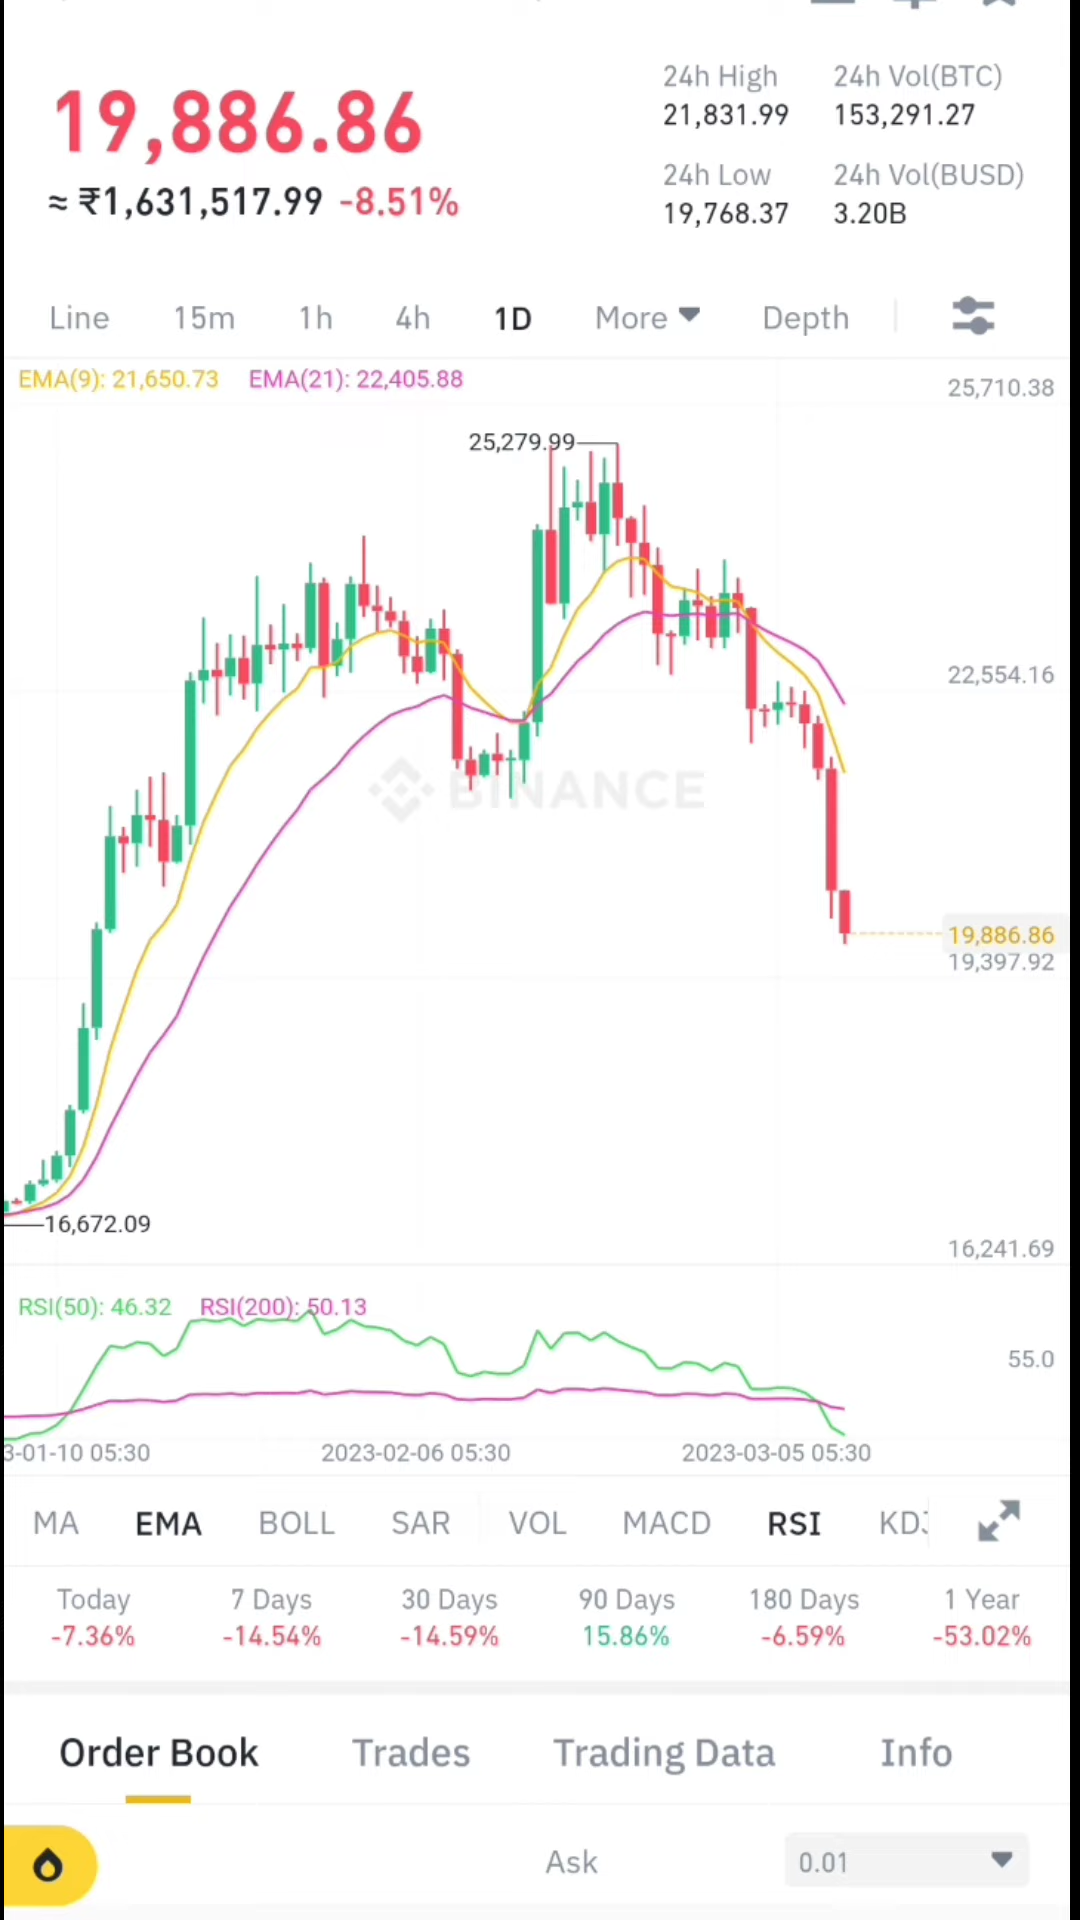 24h High 24h Vol(BTC)
19,886.86 21,831.99 153,291.27
24h Low 24h Vol(BUSD)
≈ ₹1,631,517.99 -8.51% 19,768.37 3.20B
Line 15m 1h 4h 1D More Depth
EMA(9): 21,650.73 EMA(21): 22,405.88
25,710.38
25,279.99
22,554.16
BINANCE
19,886.86
19,397.92
16,672.09
16,241.69
RSI(50): 46.32 RSI(200): 50.13
55.0
3-01-10 05:30 2023-02-06 05:30 2023-03-05 05:30
MA EMA BOLL SAR VOL MACD RSI KDJ
Today 7 Days 30 Days 90 Days 180 Days 1 Year
-7.36% -14.54% -14.59% 15.86% -6.59% -53.02%
Order Book Trades Trading Data Info
Ask 0.01